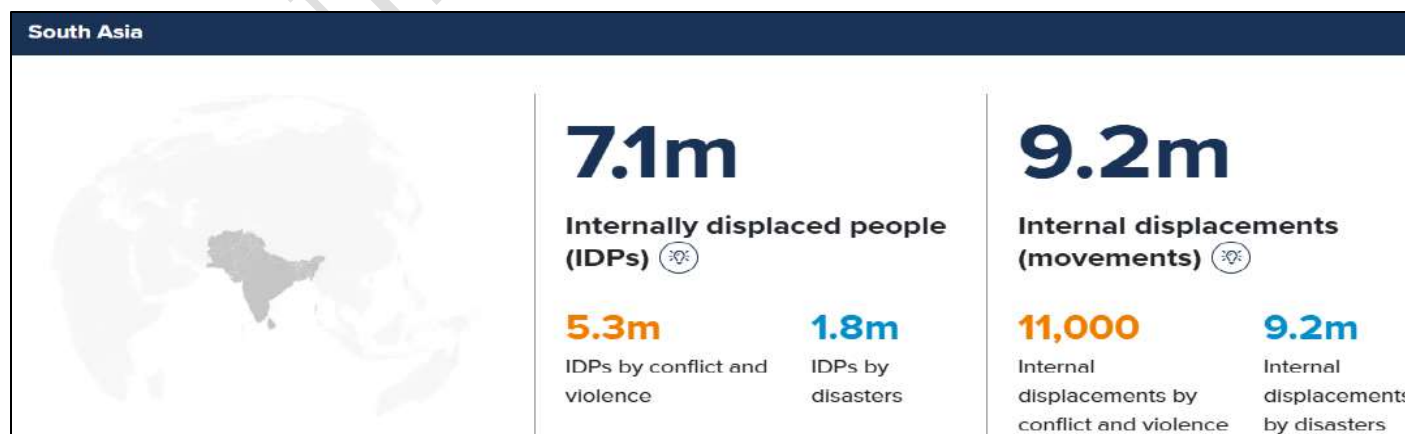 South Asia
7.1m
Internally displaced people
(IDPs)
5.3m
IDPs by conflict and
violence
1.8m
IDPs by
disasters
9.2m
Internal displacements
(movements)
11,000
Internal
displacements by
conflict and violence
9.2m
Internal
displacements
by disasters